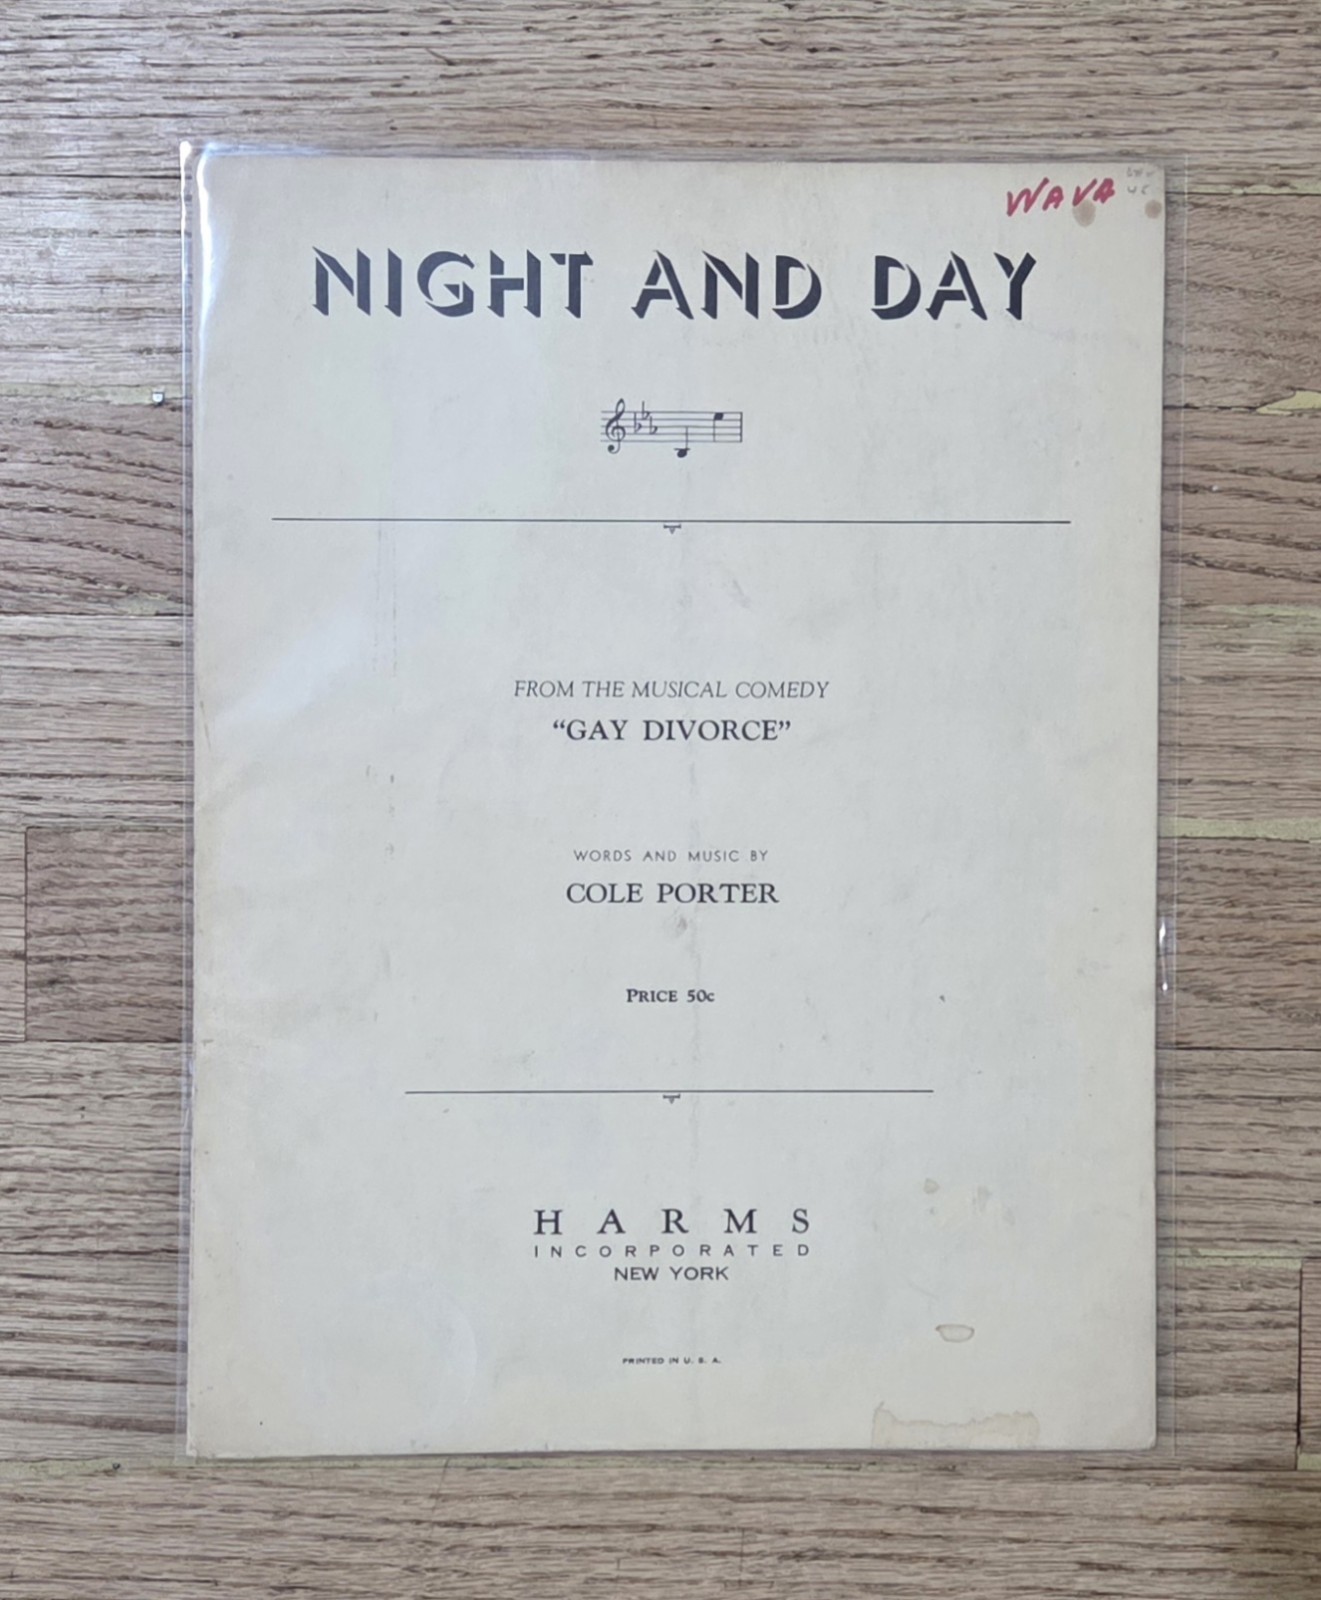 WAVA
NIGHT AND DAY
FROM THE MUSICAL COMEDY
“GAY DIVORCE”
WORDS AND MUSIC BY
COLE PORTER
PRICE 50c
HARMS
INCORPORATED
NEW YORK
PRINTED IN U. S. A.